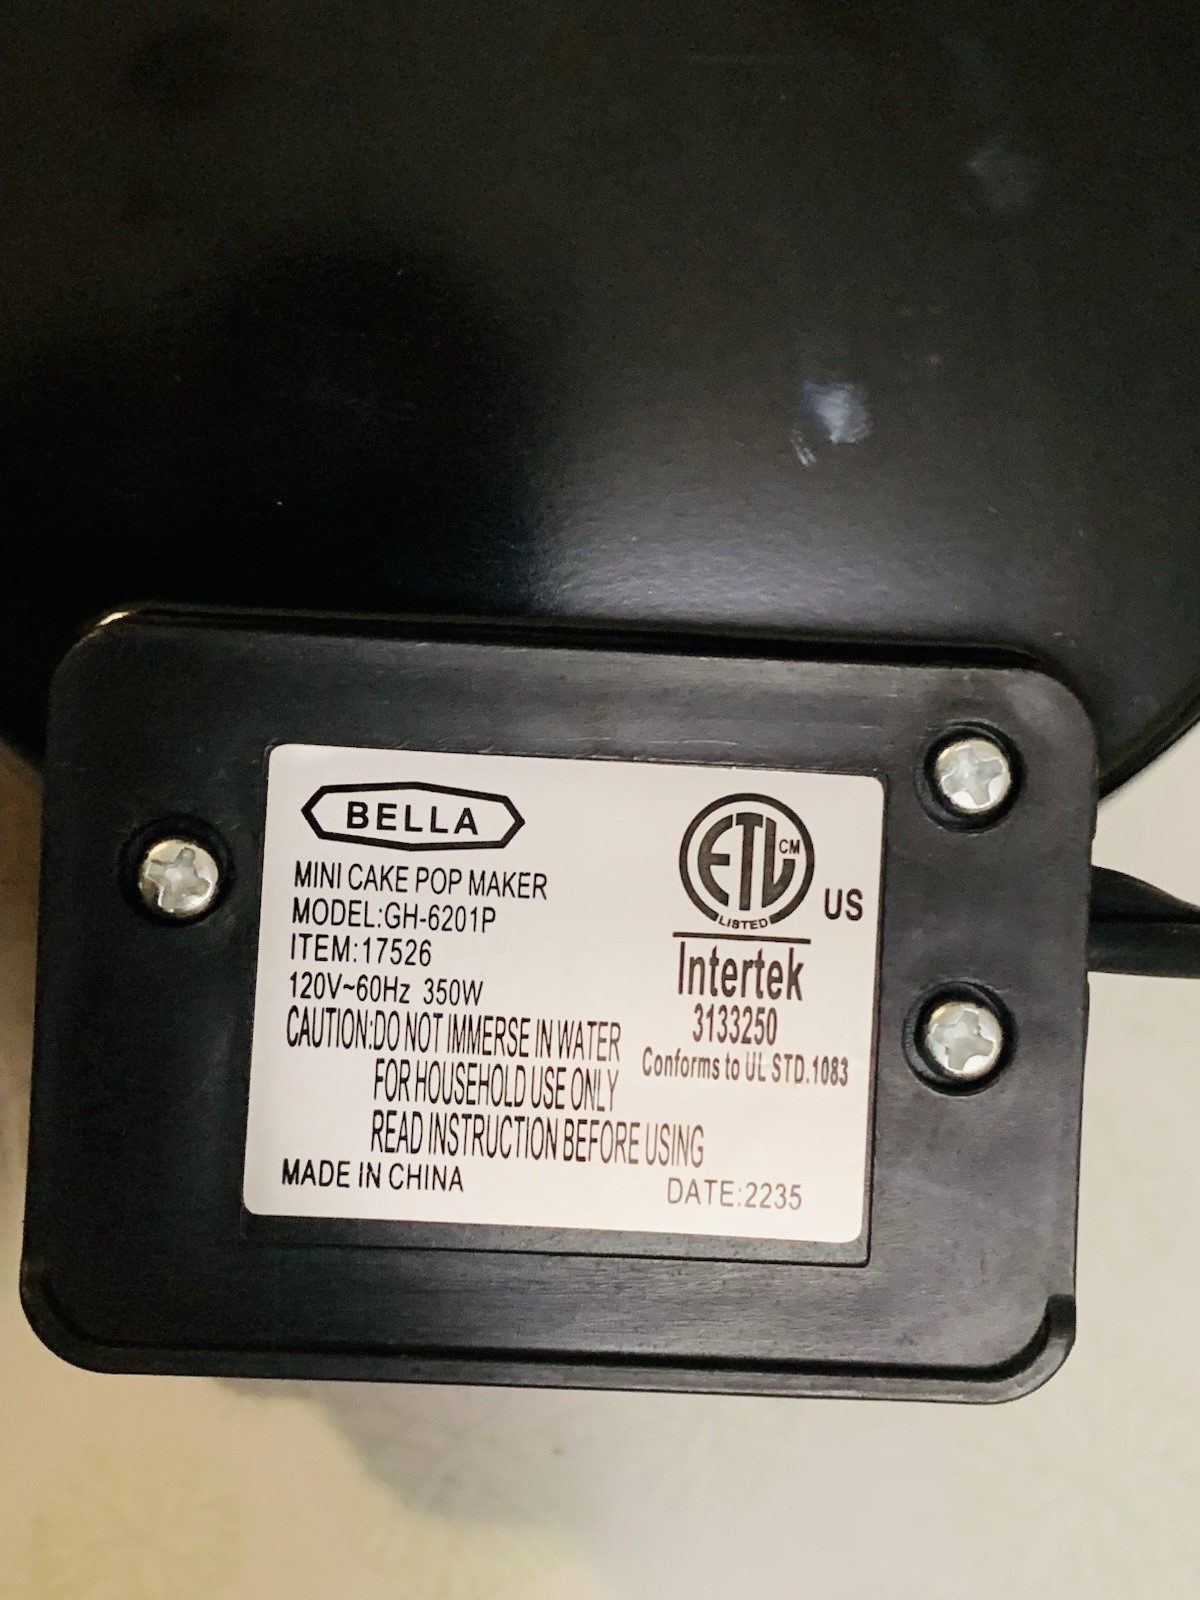 BELLA
MINI CAKE POP MAKER
MODEL:GH-6201P
ITEM:17526
120V~60Hz 350W
CAUTION:DO NOT IMMERSE IN WATER
FOR HOUSEHOLD USE ONLY
READ INSTRUCTION BEFORE USING
MADE IN CHINA
ETL CM
LISTED
US
Intertek
3133250
Conforms to UL STD.1083
DATE:2235